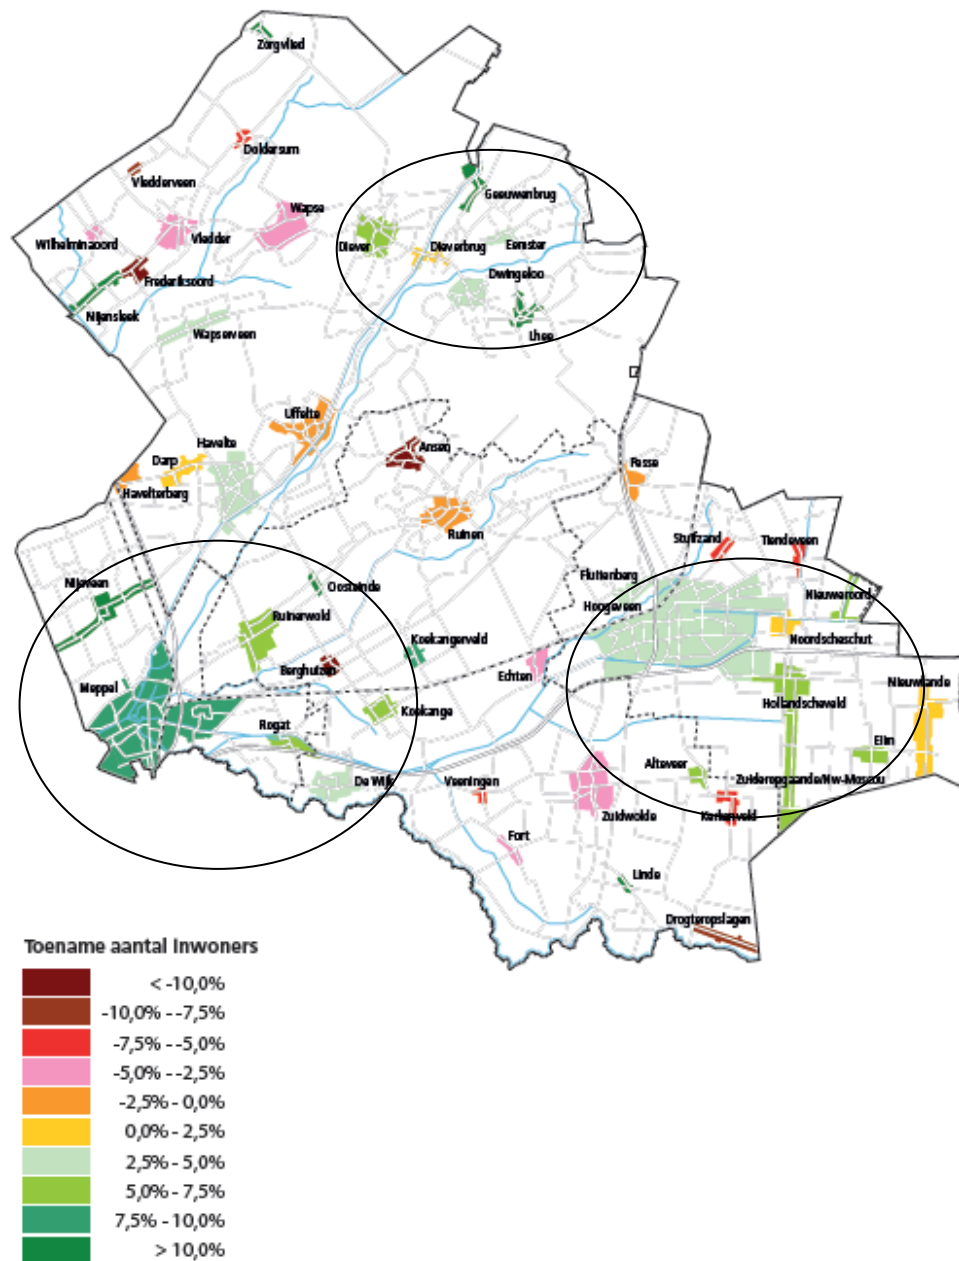 Zorgvlied
Doldersum
Vledderveen
Geeuwenbrug
Wapse
Wilhelminaoord
Vledder
Diever
Dieverbrug
Eemster
Frederiksoord
Dwingeloo
Nijensleek
Wapserveen
Lhee
Uffelte
Havelte
Ansen
Darp
Pesse
Havelterberg
Ruinen
Stuifzand
Tiendeveen
Nijeveen
Oosteinde
Fluitenberg
Nieuweroord
Hoogeveen
Ruinerwold
Koekangerveld
Noordscheschut
Berghuizen
Echten
Meppel
Nieuwlande
Hollandscheveld
Koekange
Rogat
Elim
Alteveer
De Wijk
Veeningen
Zuideropgaande/Nw-Moscou
Zuidwolde
Kerkenveld
Fort
Linde
Drogteropslagen
Toename aantal inwoners
< -10,0%
-10,0% - -7,5%
-7,5% - -5,0%
-5,0% - -2,5%
-2,5% - 0,0%
0,0% - 2,5%
2,5% - 5,0%
5,0% - 7,5%
7,5% - 10,0%
> 10,0%